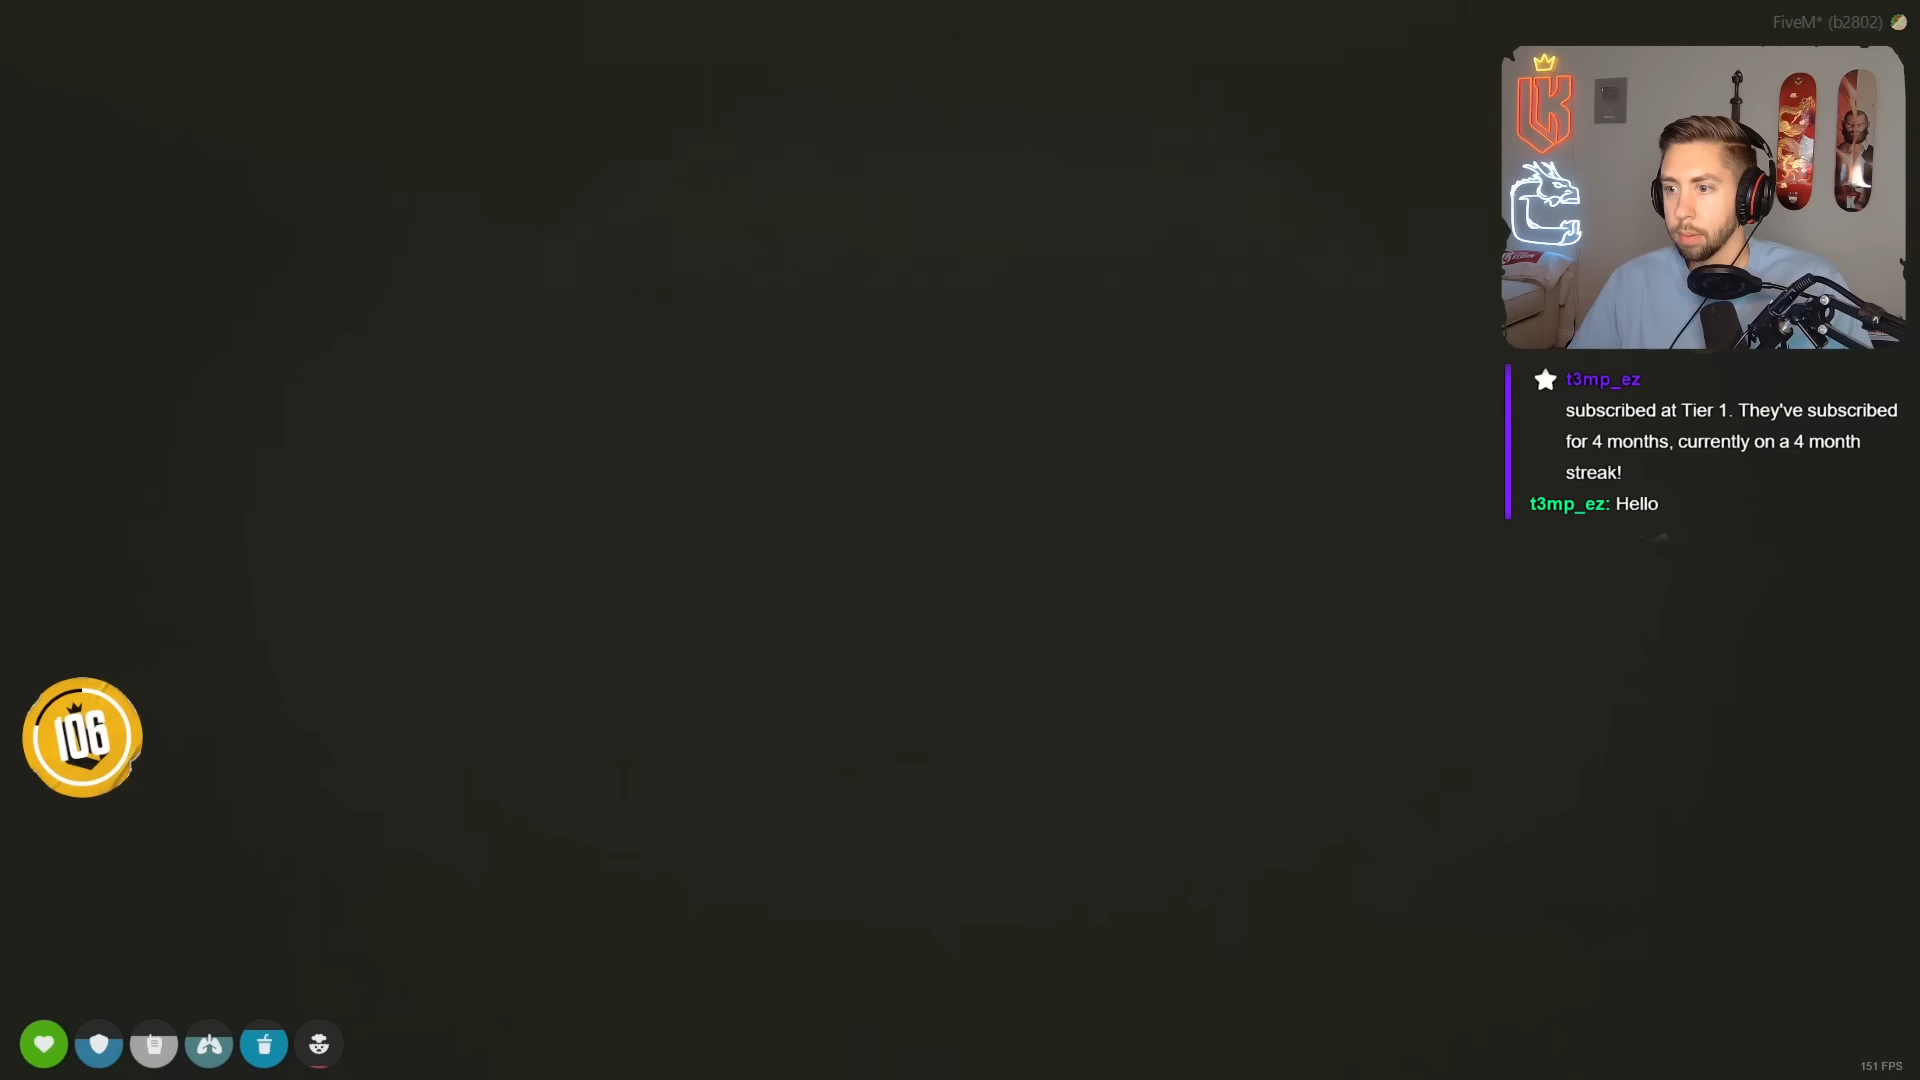 FiveM* (b2802)
LK
t3mp_ez
subscribed at Tier 1. They've subscribed
for 4 months, currently on a 4 month
streak!
t3mp_ez: Hello
106
151 FPS